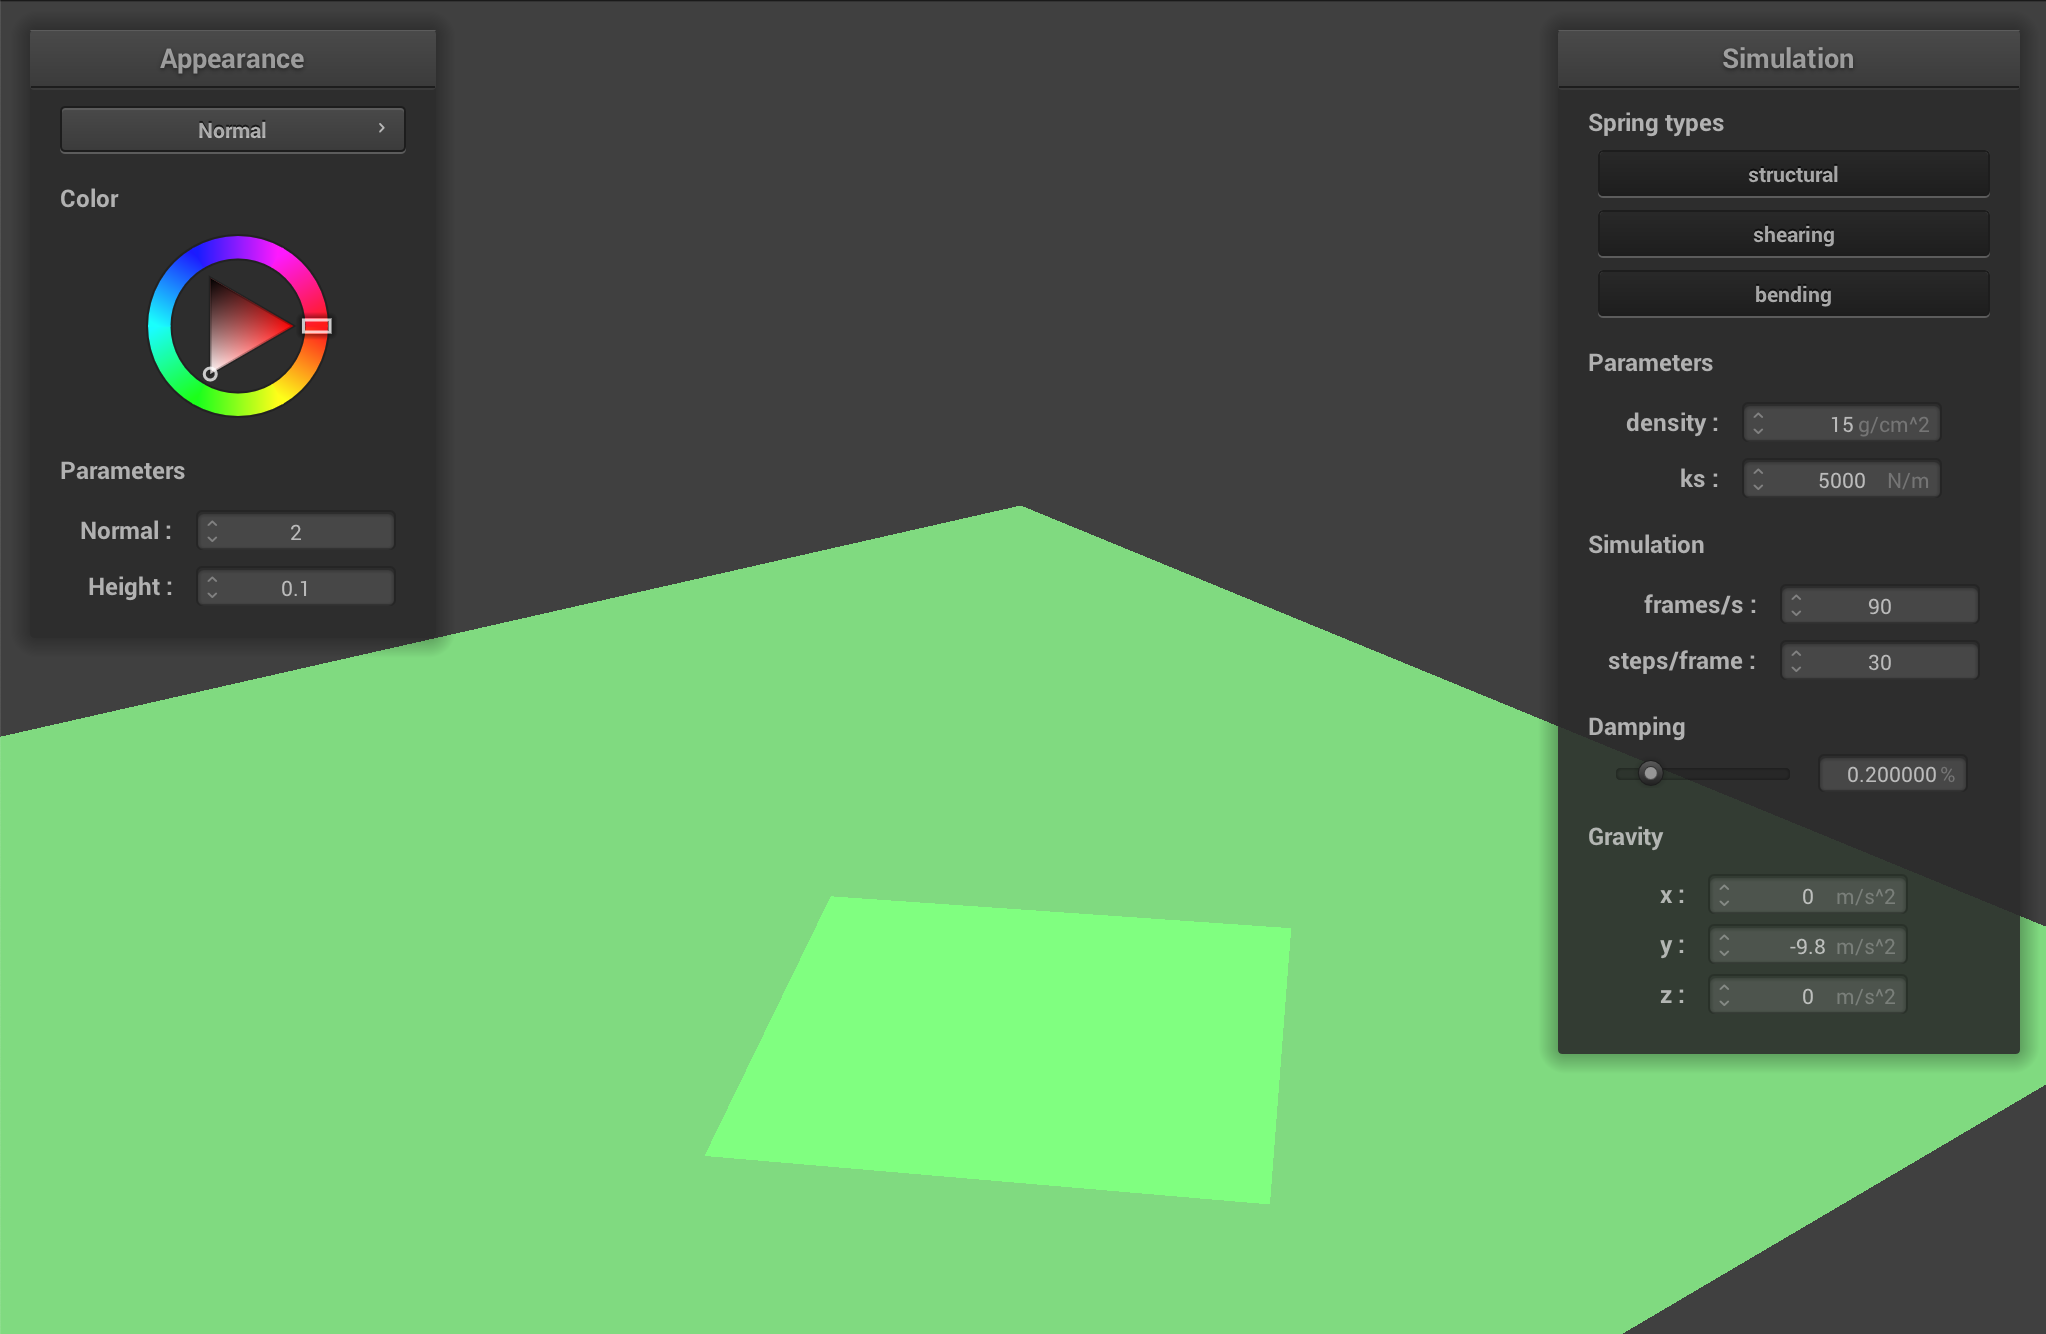 Appearance
Normal
Color
Parameters
Normal : 2
Height : 0.1
Simulation
Spring types
structural
shearing
bending
Parameters
density : 15 g/cm^2
ks : 5000 N/m
Simulation
frames/s : 90
steps/frame : 30
Damping
0.200000 %
Gravity
x : 0 m/s^2
y : -9.8 m/s^2
z : 0 m/s^2